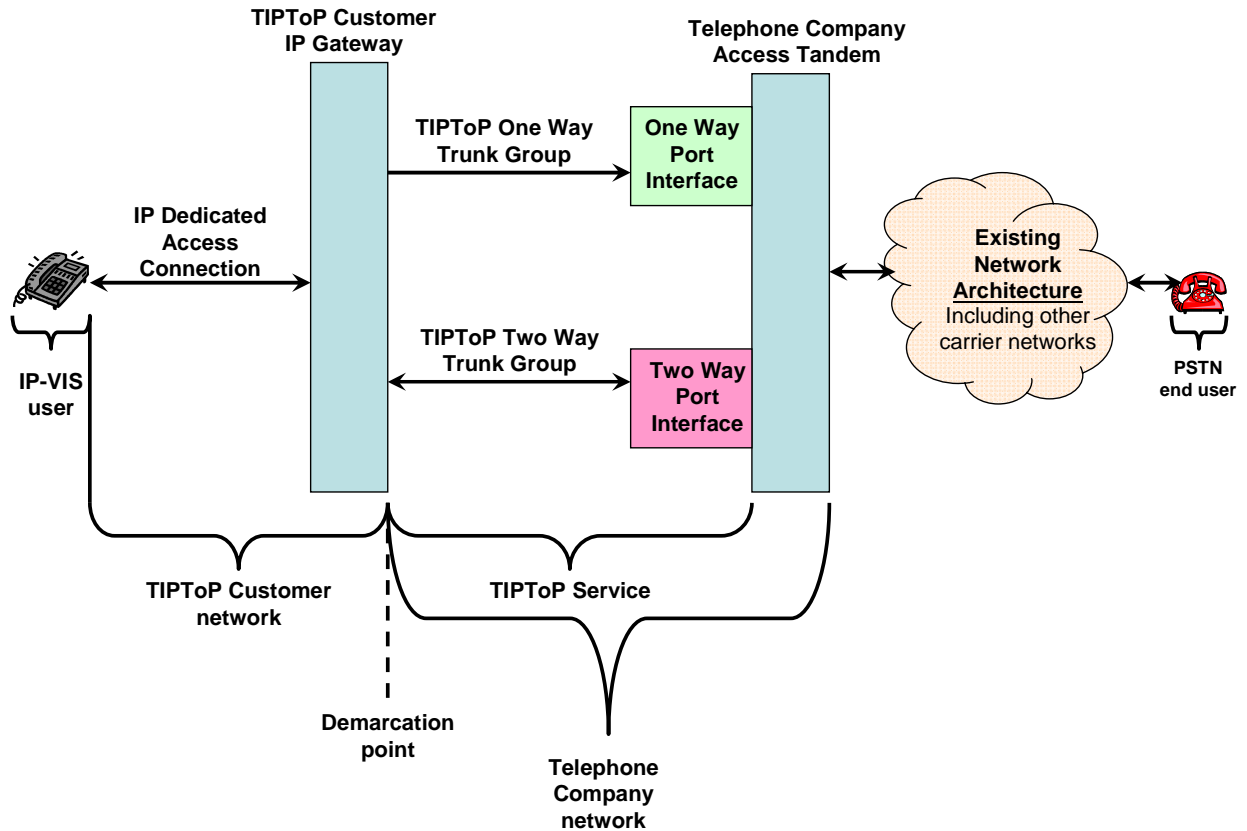 TIPToP Customer
IP Gateway
Telephone Company
Access Tandem
TIPToP One Way
Trunk Group
One Way
Port
Interface
IP Dedicated
Access
Connection
Existing
Network
Architecture
Including other
carrier networks
TIPToP Two Way
Trunk Group
Two Way
Port
Interface
IP-VIS
user
PSTN
end user
TIPToP Customer
network
TIPToP Service
Demarcation
point
Telephone
Company
network